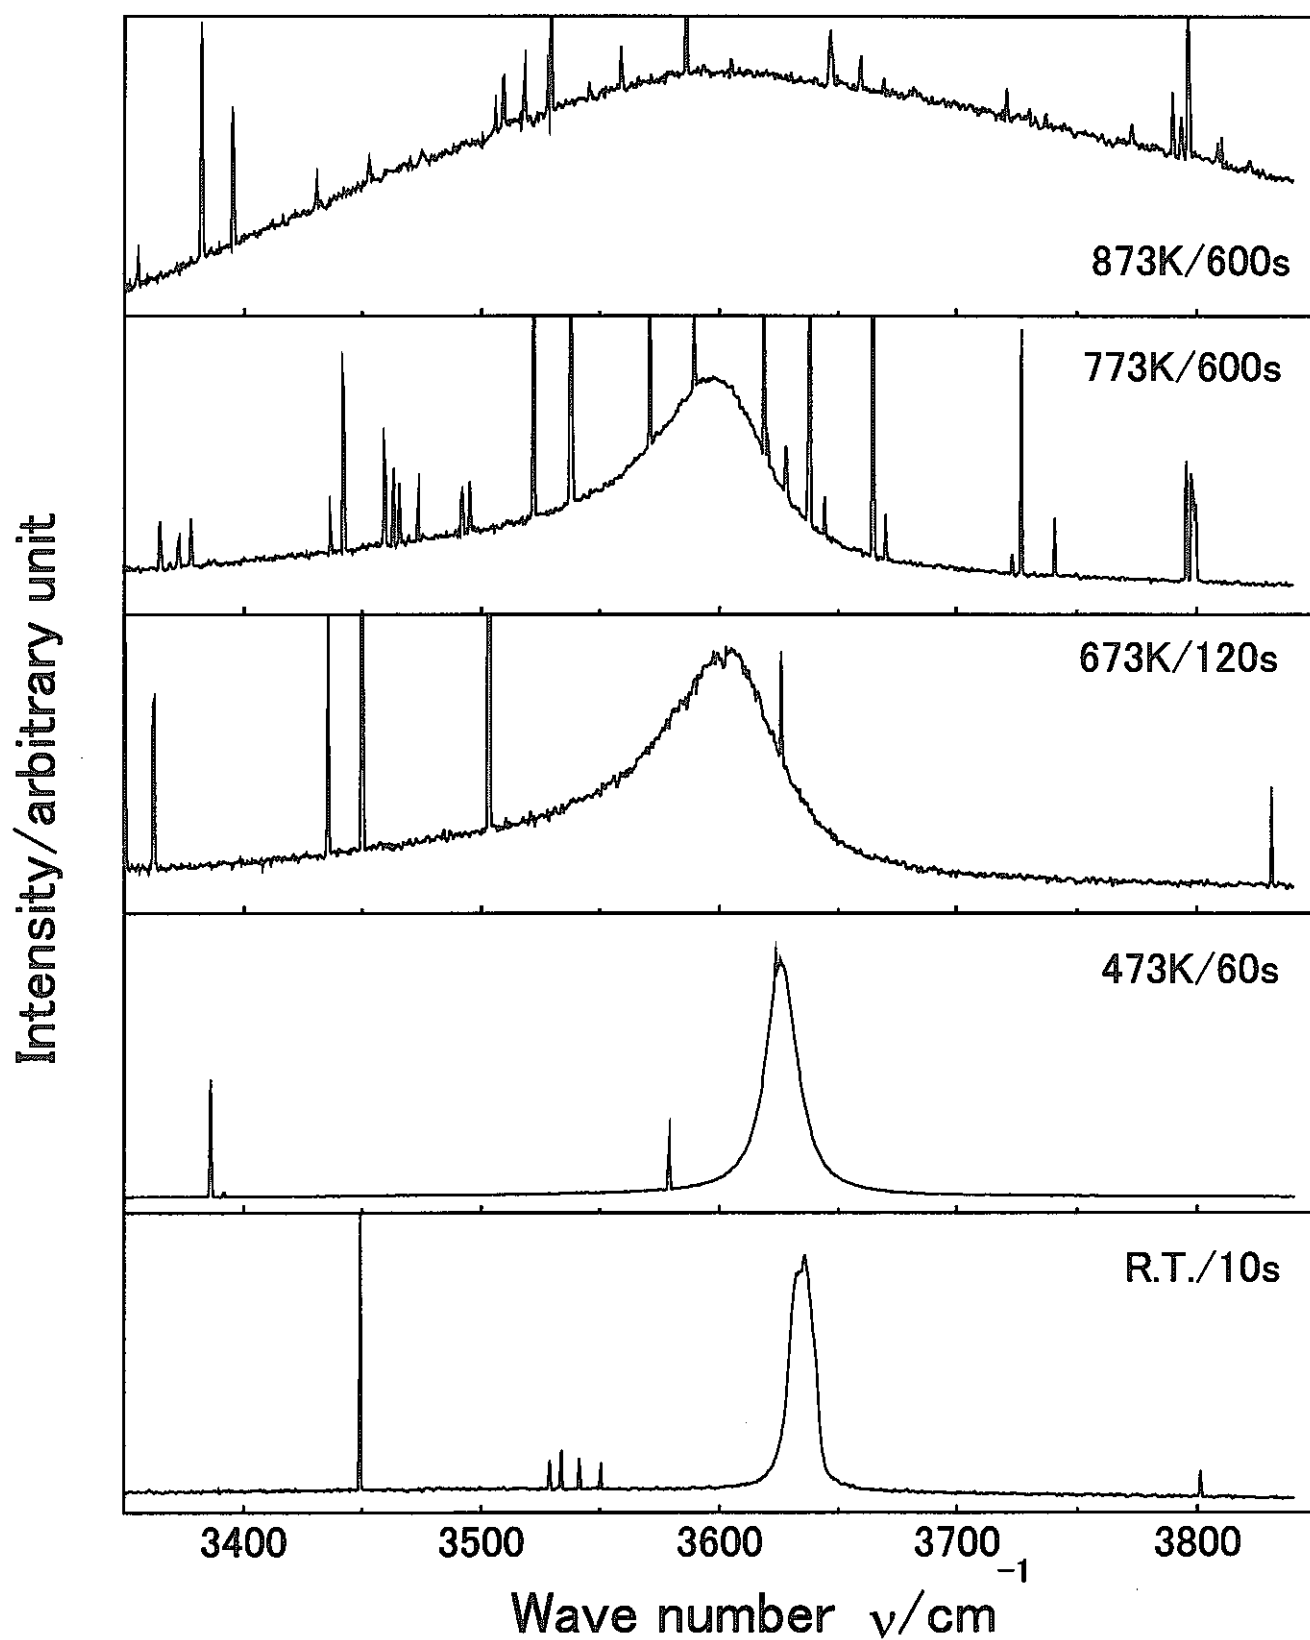 873K/600s
773K/600s
673K/120s
473K/60s
R.T./10s
Intensity/arbitrary unit
3400 3500 3600 3700 3800
Wave number ν/cm⁻¹